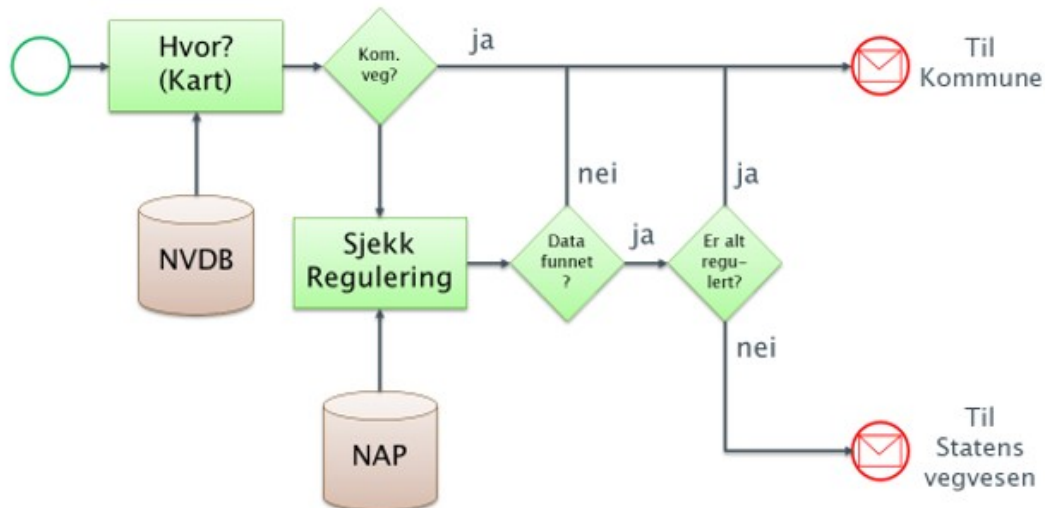 Hvor?
(Kart)
Kom.
veg?
ja
Til
Kommune
nei
ja
NVDB
Sjekk
Regulering
Data
funnet
?
ja
Er alt
regu-
lert?
nei
NAP
Til
Statens
vegvesen